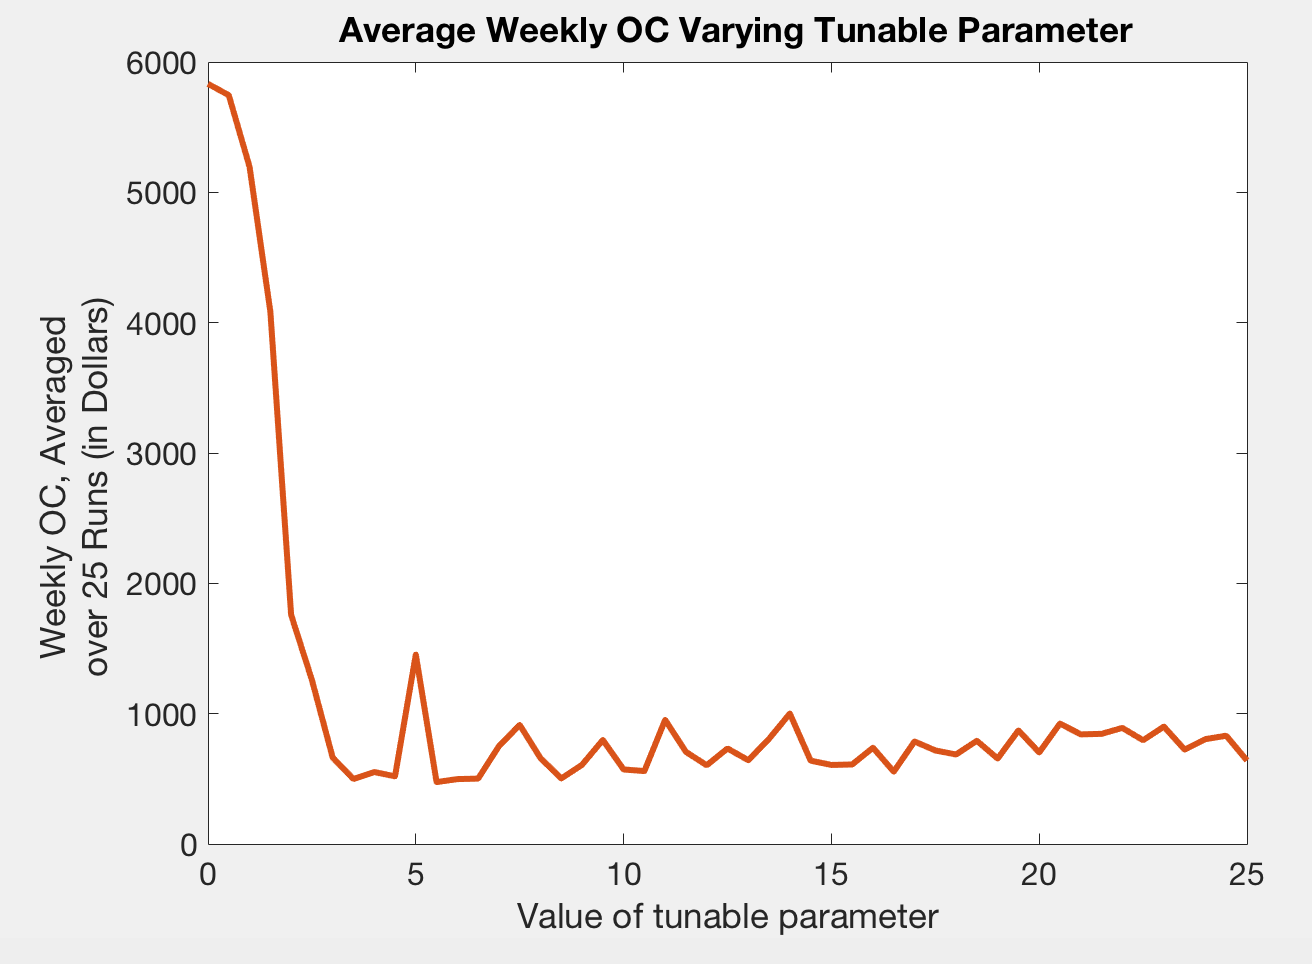 Average Weekly OC Varying Tunable Parameter
6000
5000
4000
3000
2000
1000
0
Weekly OC, Averaged
over 25 Runs (in Dollars)
0 5 10 15 20 25
Value of tunable parameter